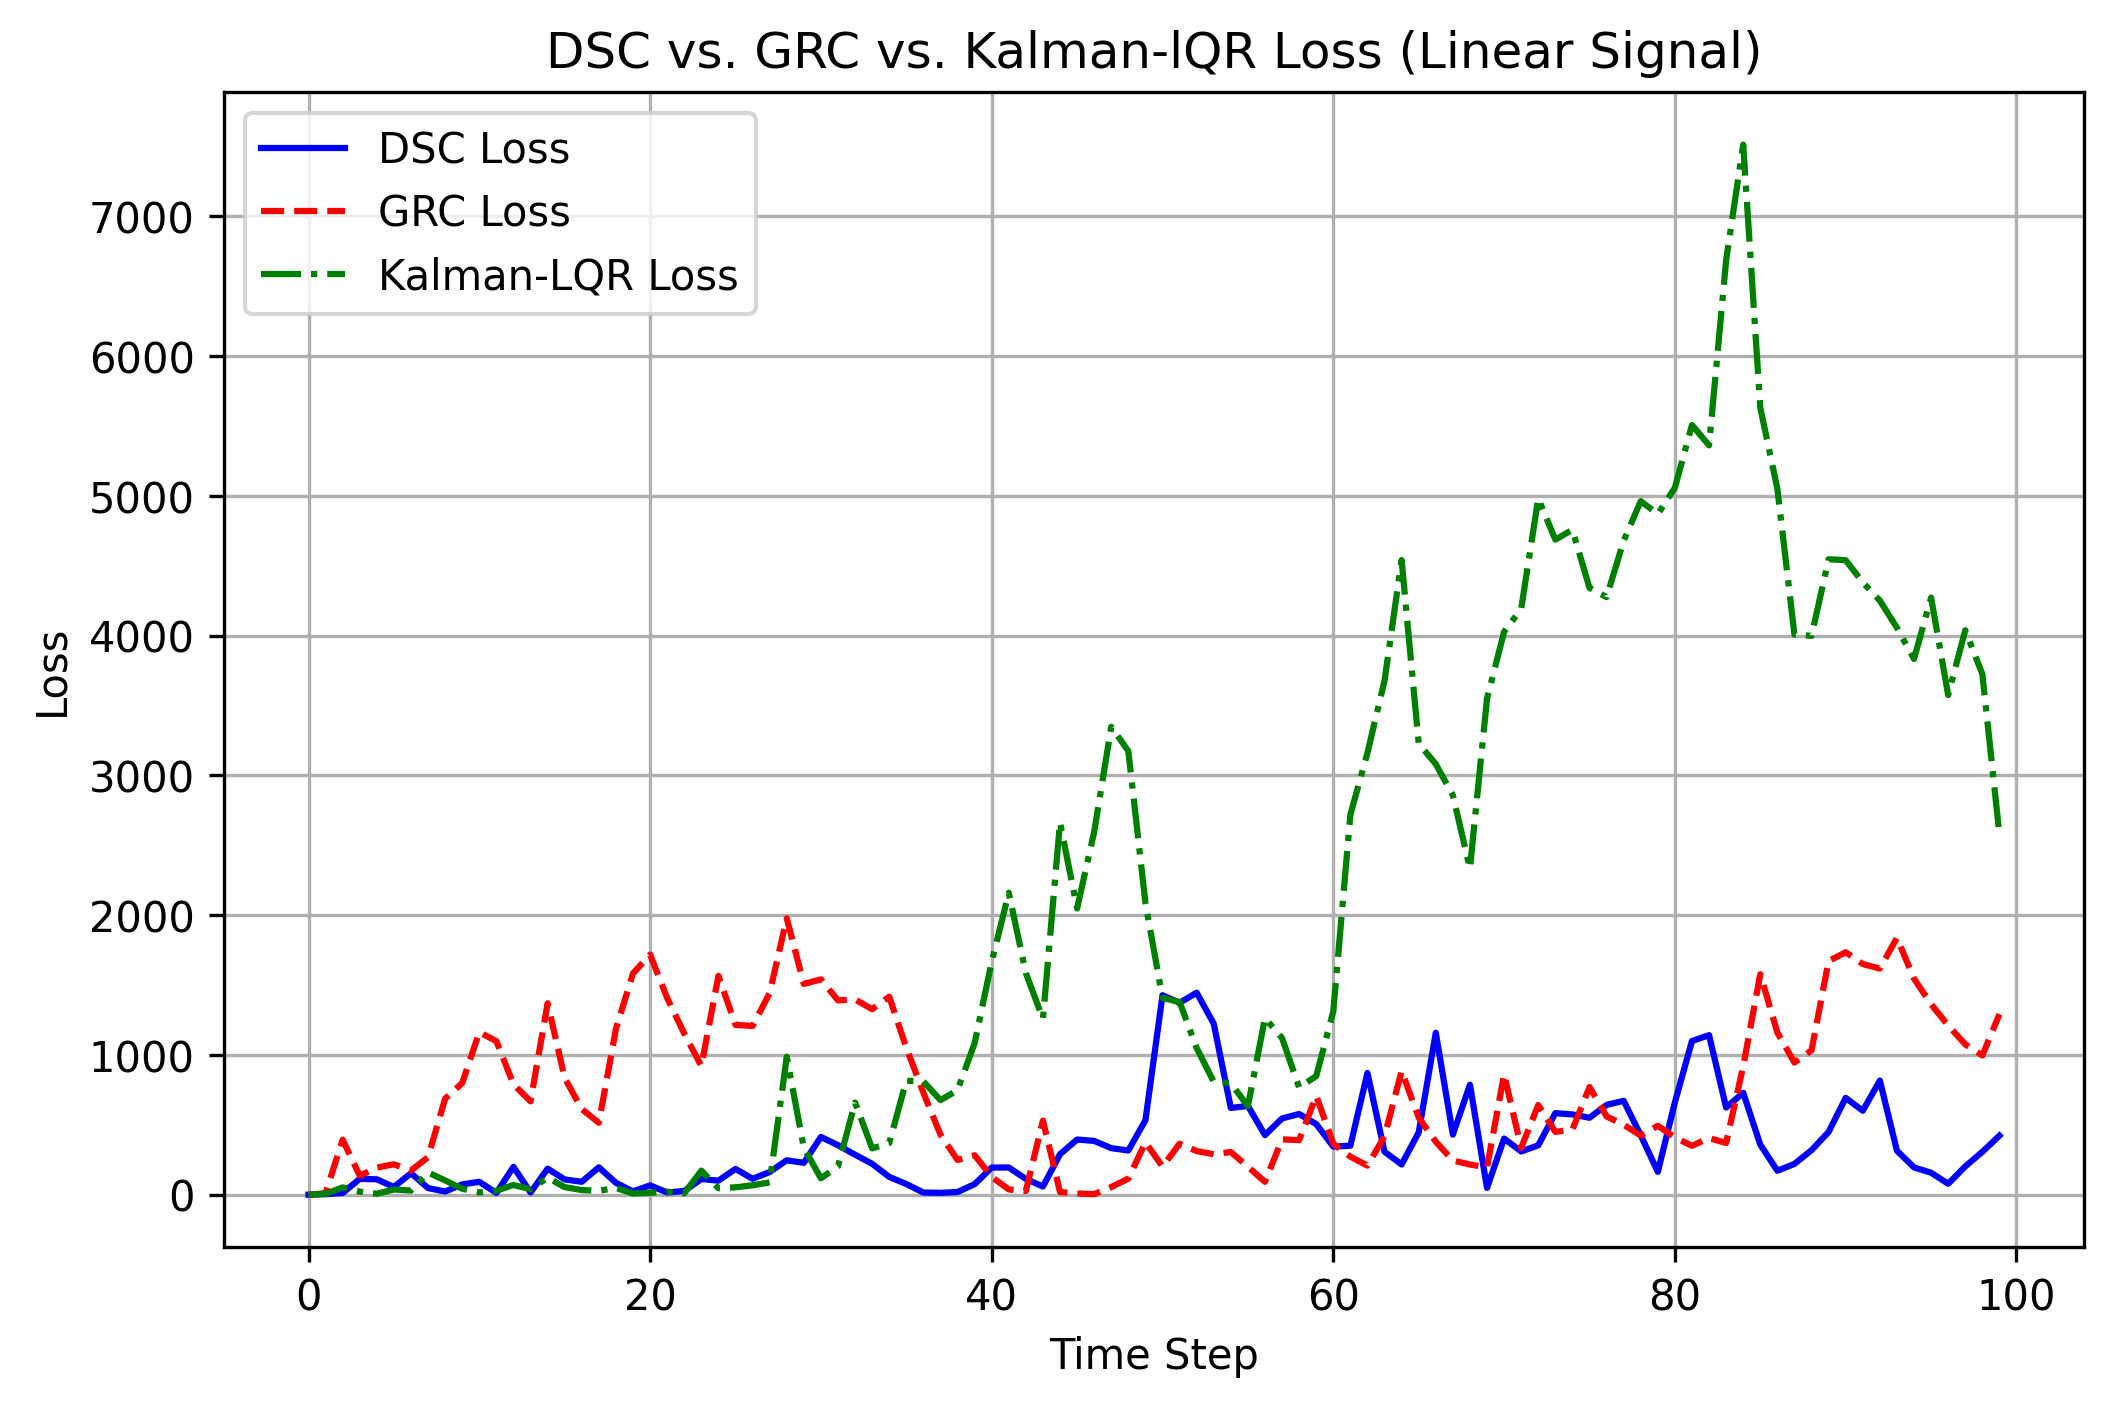 DSC vs. GRC vs. Kalman-lQR Loss (Linear Signal)
DSC Loss
GRC Loss
Kalman-LQR Loss
7000
6000
5000
4000
3000
2000
1000
0
Loss
0 20 40 60 80 100
Time Step